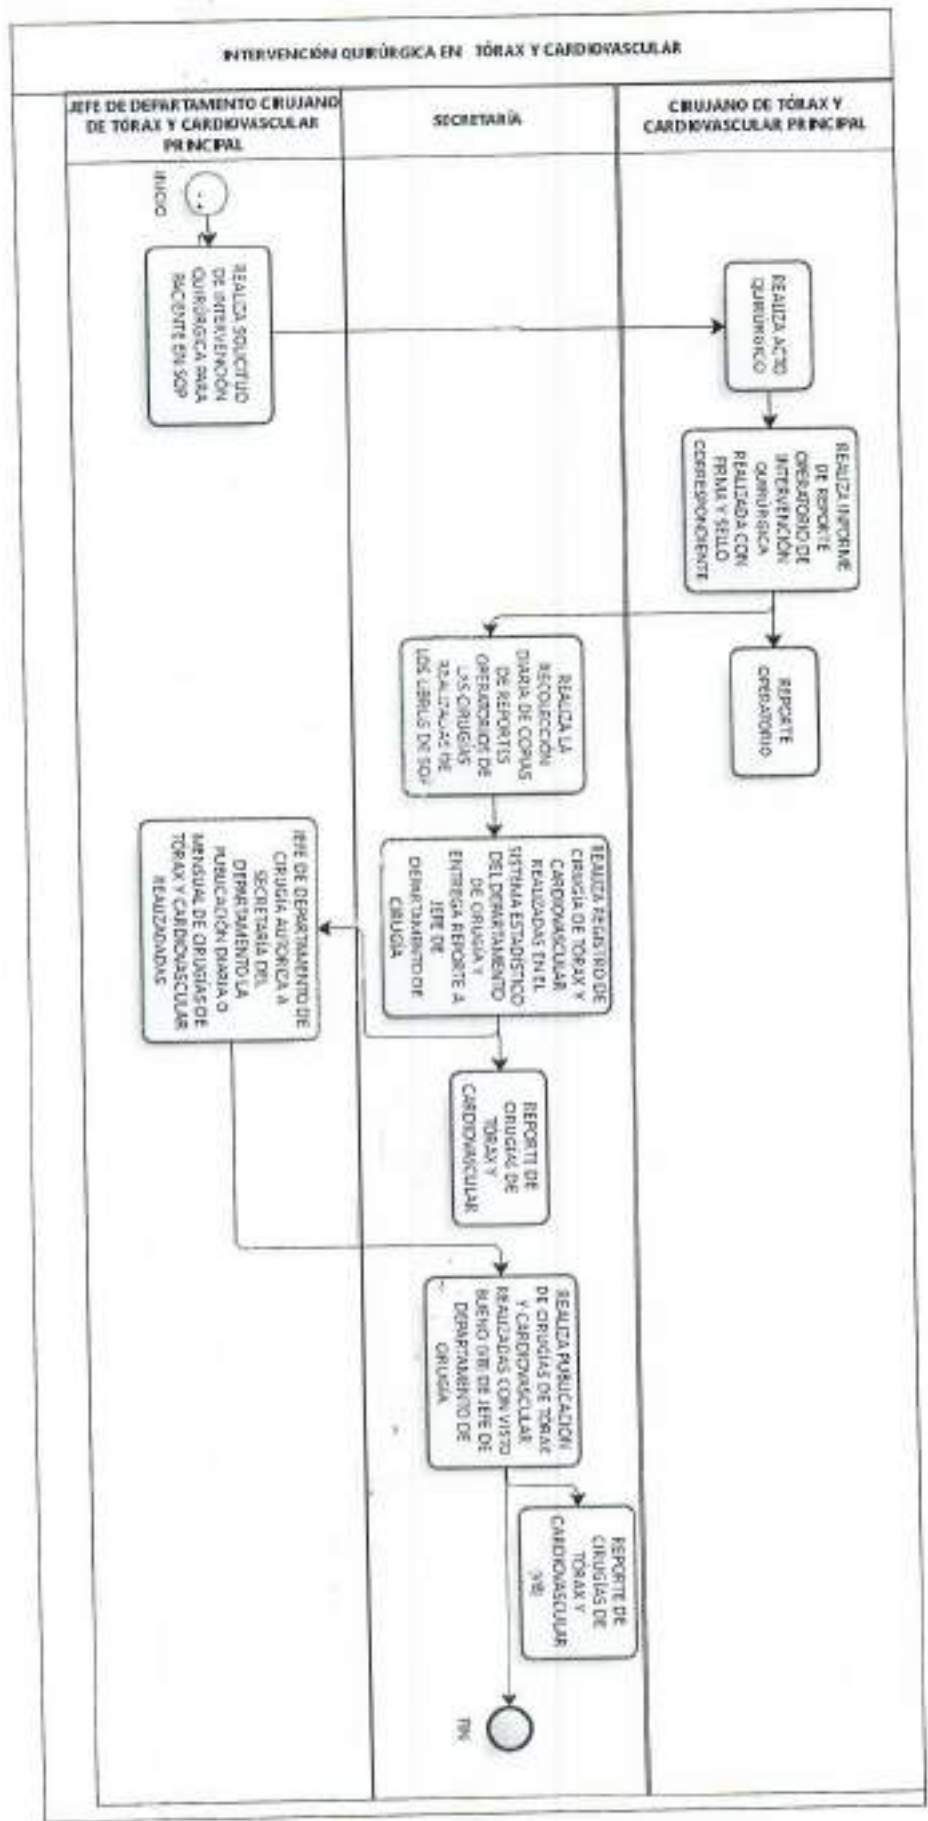 INTERVENCIÓN QUIRÚRGICA EN TÓRAX Y CARDIOVASCULAR
JEFE DE DEPARTAMENTO CIRUJANO
DE TÓRAX Y CARDIOVASCULAR
PRINCIPAL
SECRETARÍA
CIRUJANO DE TÓRAX Y
CARDIOVASCULAR PRINCIPAL
INICIO
REALIZA SOLICITUD
DE INTERVENCIÓN
QUIRÚRGICA PARA
PACIENTE EN SOP
REALIZA ACTO
QUIRÚRGICO
REALIZA INFORME
DE REPORTE
OPERATORIO DE
INTERVENCIÓN
QUIRÚRGICA
REALIZADA CON
FIRMA Y SELLO
CORRESPONDIENTE
REPORTE
OPERATORIO
REALIZA LA
RECOLECCIÓN
DIARIA DE COPIAS
DE REPORTES
OPERATORIOS DE
LAS CIRUGÍAS
REALIZADAS DE
LOS LIBROS DE SOP
REALIZA REGISTRO DE
CIRUGÍA DE TÓRAX Y
CARDIOVASCULAR
REALIZADAS EN EL
SISTEMA ESTADÍSTICO
DEL DEPARTAMENTO
DE CIRUGÍA Y
ENTREGA REPORTE A
JEFE DE
DEPARTAMENTO DE
CIRUGÍA
JEFE DE DEPARTAMENTO DE
CIRUGÍA AUTORICA A
SECRETARÍA DEL
DEPARTAMENTO LA
PUBLICACIÓN DIARIA O
MENSUAL DE CIRUGÍAS DE
TÓRAX Y CARDIOVASCULAR
REALIZADADAS
REPORTE DE
CIRUGÍAS DE
TÓRAX Y
CARDIOVASCULAR
REALIZA PUBLICACIÓN
DE CIRUGÍAS DE TÓRAX
Y CARDIOVASCULAR
REALIZADAS CON VISTO
BUENO (VB) DE JEFE DE
DEPARTAMENTO DE
CIRUGÍA
REPORTE DE
CIRUGÍAS DE
TÓRAX Y
CARDIOVASCULAR
(VB)
FIN